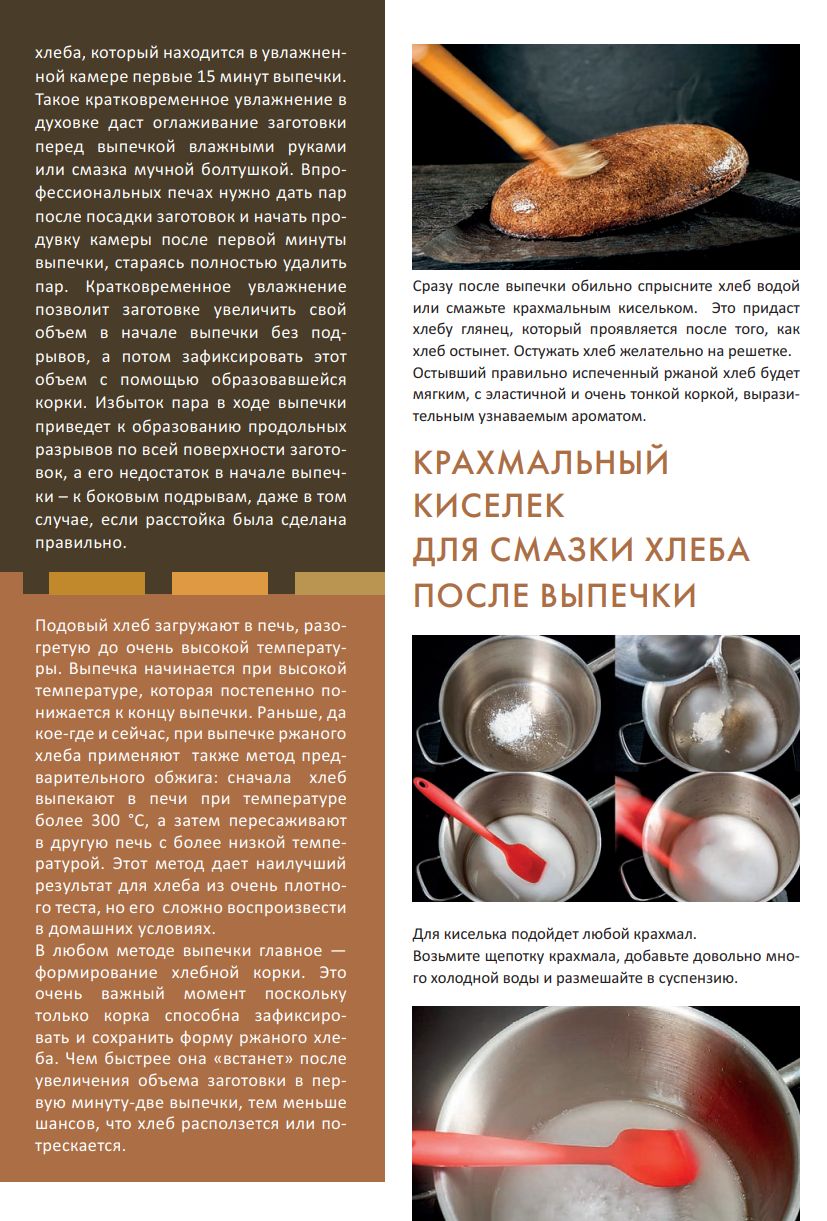 хлеба, который находится в увлажнен-
ной камере первые 15 минут выпечки.
Такое кратковременное увлажнение в
духовке даст оглаживание заготовки
перед выпечкой влажными руками
или смазка мучной болтушкой. Впро-
фессиональных печах нужно дать пар
после посадки заготовок и начать про-
дувку камеры после первой минуты
выпечки, стараясь полностью удалить
пар. Кратковременное увлажнение
позволит заготовке увеличить свой
объем в начале выпечки без под-
рывов, а потом зафиксировать этот
объем с помощью образовавшейся
корки. Избыток пара в ходе выпечки
приведет к образованию продольных
разрывов по всей поверхности загото-
вок, а его недостаток в начале выпеч-
ки – к боковым подрывам, даже в том
случае, если расстойка была сделана
правильно.
Подовый хлеб загружают в печь, разо-
гретую до очень высокой температу-
ры. Выпечка начинается при высокой
температуре, которая постепенно по-
нижается к концу выпечки. Раньше, да
кое-где и сейчас, при выпечке ржаного
хлеба применяют также метод пред-
варительного обжига: сначала хлеб
выпекают в печи при температуре
более 300 °С, а затем пересаживают
в другую печь с более низкой темпе-
ратурой. Этот метод дает наилучший
результат для хлеба из очень плотно-
го теста, но его сложно воспроизвести
в домашних условиях.
В любом методе выпечки главное —
формирование хлебной корки. Это
очень важный момент поскольку
только корка способна зафиксиро-
вать и сохранить форму ржаного хле-
ба. Чем быстрее она «встанет» после
увеличения объема заготовки в пер-
вую минуту-две выпечки, тем меньше
шансов, что хлеб расползется или по-
трескается.
Сразу после выпечки обильно спрысните хлеб водой
или смажьте крахмальным кисельком. Это придаст
хлебу глянец, который проявляется после того, как
хлеб остынет. Остужать хлеб желательно на решетке.
Остывший правильно испеченный ржаной хлеб будет
мягким, с эластичной и очень тонкой коркой, вырази-
тельным узнаваемым ароматом.
КРАХМАЛЬНЫЙ
КИСЕЛЕК
ДЛЯ СМАЗКИ ХЛЕБА
ПОСЛЕ ВЫПЕЧКИ
Для киселька подойдет любой крахмал.
Возьмите щепотку крахмала, добавьте довольно мно-
го холодной воды и размешайте в суспензию.